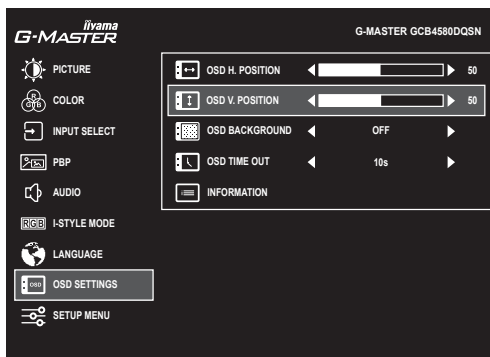 iiyama
G-MASTER
G-MASTER GCB4580DQSN
PICTURE
COLOR
INPUT SELECT
PBP
AUDIO
I-STYLE MODE
LANGUAGE
OSD SETTINGS
SETUP MENU
OSD H. POSITION 50
OSD V. POSITION 50
OSD BACKGROUND OFF
OSD TIME OUT 10s
INFORMATION
R
G B
RGB
OSD